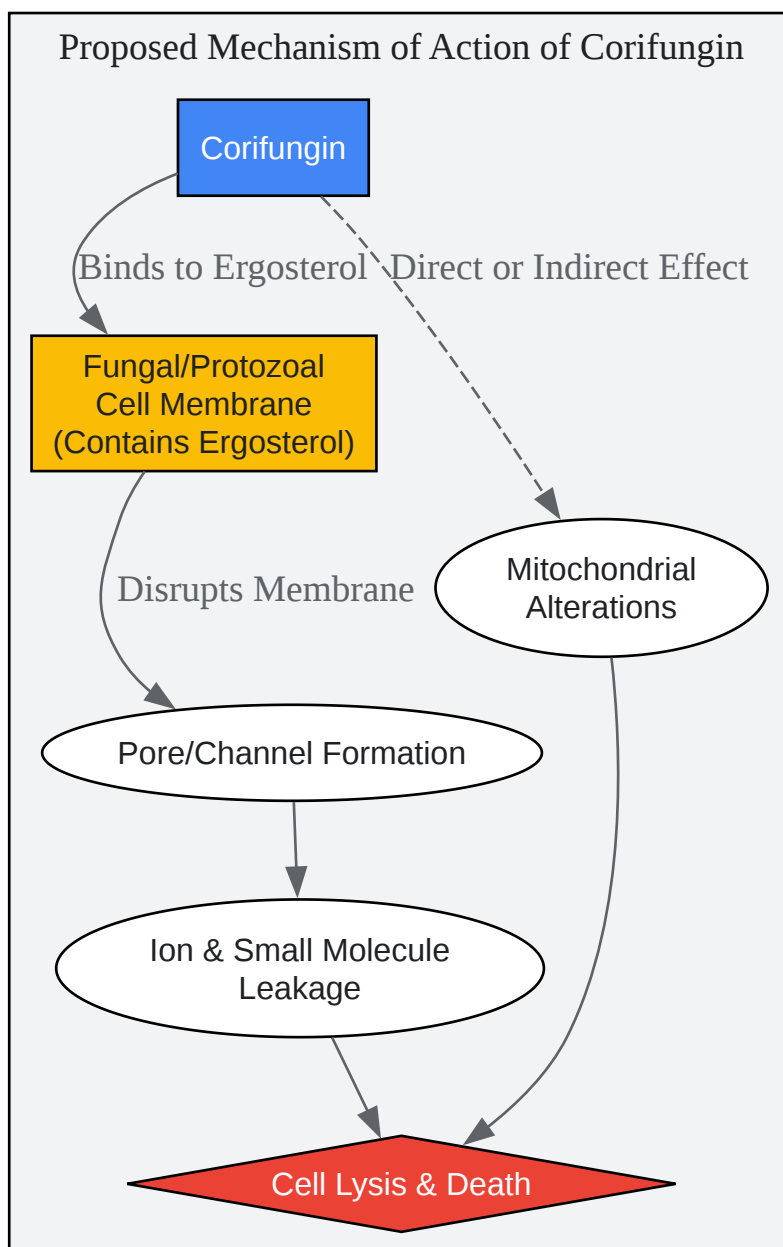 Proposed Mechanism of Action of Corifungin
Corifungin
Binds to Ergosterol
Direct or Indirect Effect
Fungal/Protozoal
Cell Membrane
(Contains Ergosterol)
Disrupts Membrane
Mitochondrial
Alterations
Pore/Channel Formation
Ion & Small Molecule
Leakage
Cell Lysis & Death